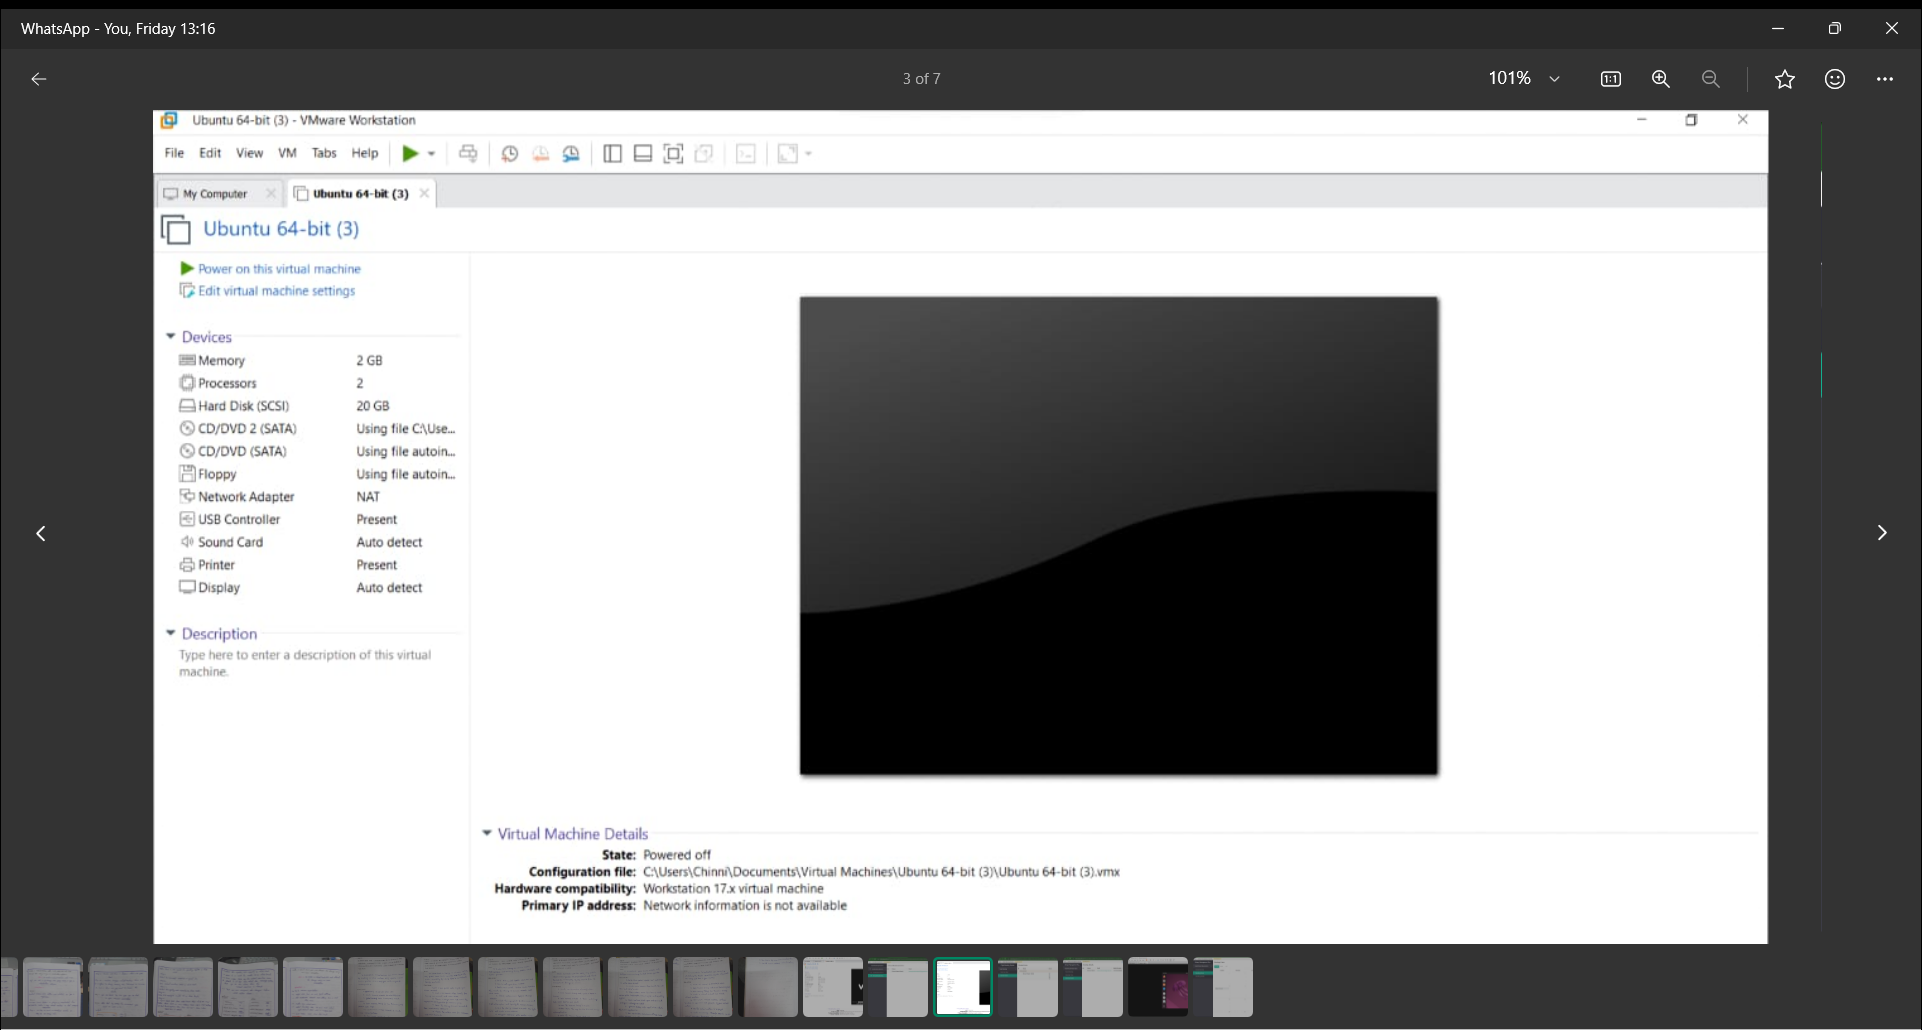 WhatsApp - You, Friday 13:16
3 of 7
101%
1:1
Ubuntu 64-bit (3) - VMware Workstation
File Edit View VM Tabs Help
My Computer
Ubuntu 64-bit (3)
Ubuntu 64-bit (3)
Power on this virtual machine
Edit virtual machine settings
Devices
Memory 2 GB
Processors 2
Hard Disk (SCSI) 20 GB
CD/DVD 2 (SATA) Using file C:\Use...
CD/DVD (SATA) Using file autoin...
Floppy Using file autoin...
Network Adapter NAT
USB Controller Present
Sound Card Auto detect
Printer Present
Display Auto detect
Description
Type here to enter a description of this virtual
machine.
Virtual Machine Details
State: Powered off
Configuration file: C:\Users\Chinni\Documents\Virtual Machines\Ubuntu 64-bit (3)\Ubuntu 64-bit (3).vmx
Hardware compatibility: Workstation 17.x virtual machine
Primary IP address: Network information is not available